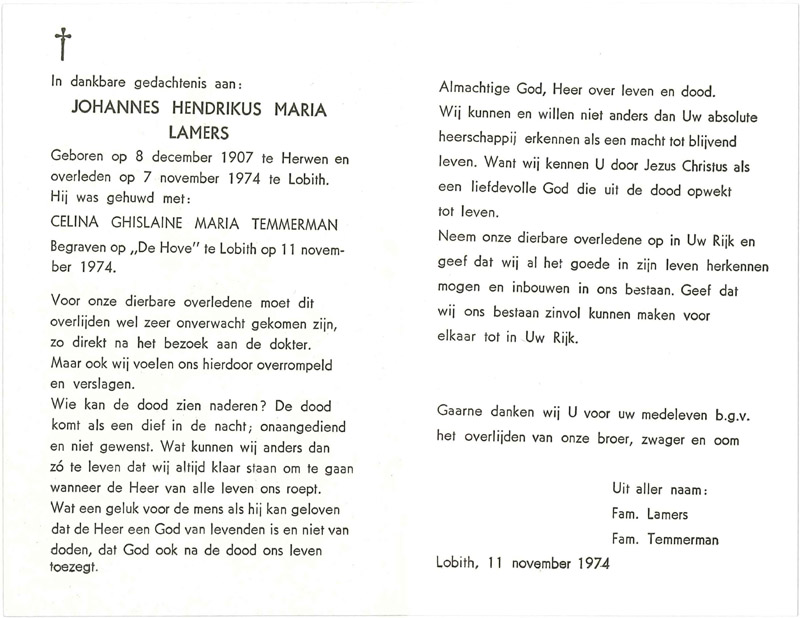 In dankbare gedachtenis aan:
JOHANNES HENDRIKUS MARIA
LAMERS
Geboren op 8 december 1907 te Herwen en
overleden op 7 november 1974 te Lobith.
Hij was gehuwd met:
CELINA GHISLAINE MARIA TEMMERMAN
Begraven op „De Hove" te Lobith op 11 novem-
ber 1974.
Voor onze dierbare overledene moet dit
overlijden wel zeer onverwacht gekomen zijn,
zo direkt na het bezoek aan de dokter.
Maar ook wij voelen ons hierdoor overrompeld
en verslagen.
Wie kan de dood zien naderen? De dood
komt als een dief in de nacht; onaangediend
en niet gewenst. Wat kunnen wij anders dan
zó te leven dat wij altijd klaar staan om te gaan
wanneer de Heer van alle leven ons roept.
Wat een geluk voor de mens als hij kan geloven
dat de Heer een God van levenden is en niet van
doden, dat God ook na de dood ons leven
toezegt.
Almachtige God, Heer over leven en dood.
Wij kunnen en willen niet anders dan Uw absolute
heerschappij erkennen als een macht tot blijvend
leven. Want wij kennen U door Jezus Christus als
een liefdevolle God die uit de dood opwekt
tot leven.
Neem onze dierbare overledene op in Uw Rijk en
geef dat wij al het goede in zijn leven herkennen
mogen en inbouwen in ons bestaan. Geef dat
wij ons bestaan zinvol kunnen maken voor
elkaar tot in Uw Rijk.
Gaarne danken wij U voor uw medeleven b.g.v.
het overlijden van onze broer, zwager en oom
Uit aller naam:
Fam. Lamers
Fam. Temmerman
Lobith, 11 november 1974